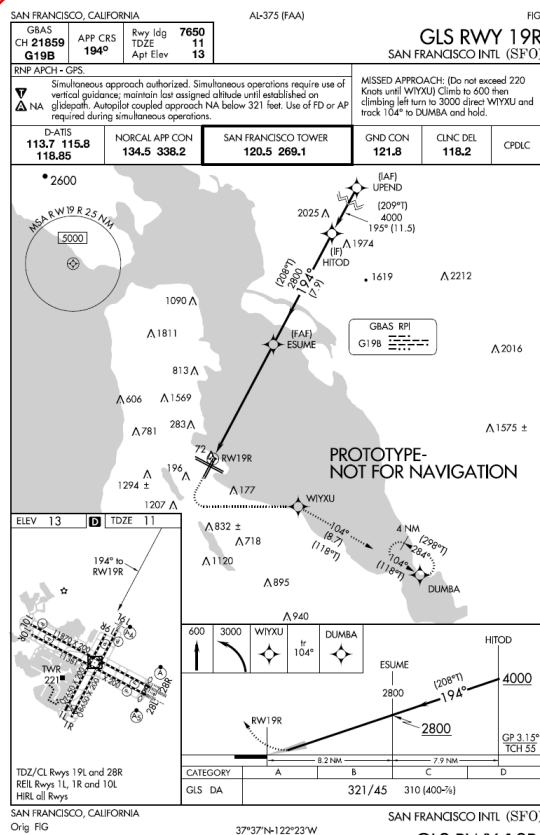 SAN FRANCISCO, CALIFORNIA
AL-375 (FAA)
FIG
GBAS
CH 21859
G19B
APP CRS
194°
Rwy ldg 7650
TDZE 11
Apt Elev 13
GLS RWY 19R
SAN FRANCISCO INTL (SFO)
RNP APCH - GPS.
T
A NA
Simultaneous approach authorized. Simultaneous operations require use of
vertical guidance; maintain last assigned altitude until established on
glidepath. Autopilot coupled approach NA below 321 feet. Use of FD or AP
required during simultaneous operations.
MISSED APPROACH: (Do not exceed 220
Knots until WIYXU) Climb to 600 then
climbing left turn to 3000 direct WIYXU and
track 104° to DUMBA and hold.
D-ATIS
113.7 115.8
118.85
NORCAL APP CON
134.5 338.2
SAN FRANCISCO TOWER
120.5 269.1
GND CON
121.8
CLNC DEL
118.2
CPDLC
2600
(IAF)
UPEND
MSA RW19R 25 NM
5000
2025
(209°T)
4000
195° (11.5)
(IF)
HITOD
1974
(208°T)
2800
194°
(7.9)
1619
2212
1090
1811
(FAF)
ESUME
GBAS RPI
G19B
2016
813
606
1569
781
283
1575 ±
72
RW19R
PROTOTYPE-
NOT FOR NAVIGATION
196
1294 ±
177
1207
WIYXU
104°
(8.7)
(118°T)
4 NM
(298°T)
284°
104°
(118°T)
DUMBA
832 ±
718
1120
895
940
ELEV 13
D
TDZE 11
194° to
RW19R
TWR
221
19L
19R
10L
10R
28R
28L
1L
1R
A
A5
TDZ/CL Rwys 19L and 28R
REIL Rwys 1L, 1R and 10L
HIRL all Rwys
600
3000
WIYXU
tr
104°
DUMBA
HITOD
ESUME
2800
(208°T)
194°
4000
RW19R
2800
GP 3.15°
TCH 55
8.2 NM
7.9 NM
CATEGORY
A
B
C
D
GLS DA
321/45 310 (400-⅞)
SAN FRANCISCO, CALIFORNIA
Orig FIG
37°37'N-122°23'W
SAN FRANCISCO INTL (SFO)